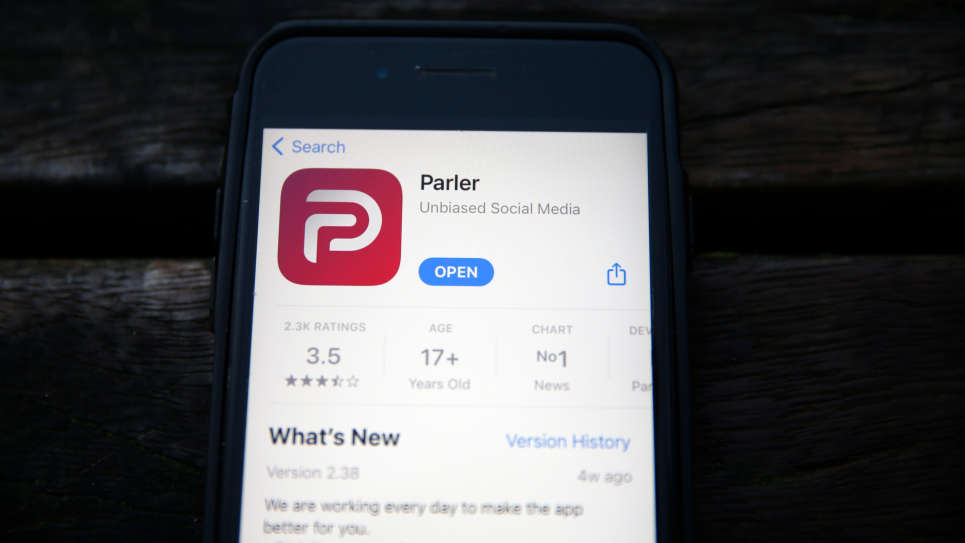 Search
Parler
Unbiased Social Media
OPEN
2.3K RATINGS
AGE
CHART
DEV
3.5
17+
No1
Years Old
News
Par
What's New
Version History
Version 2.38
4w ago
We are working every day to make the app
better for you.